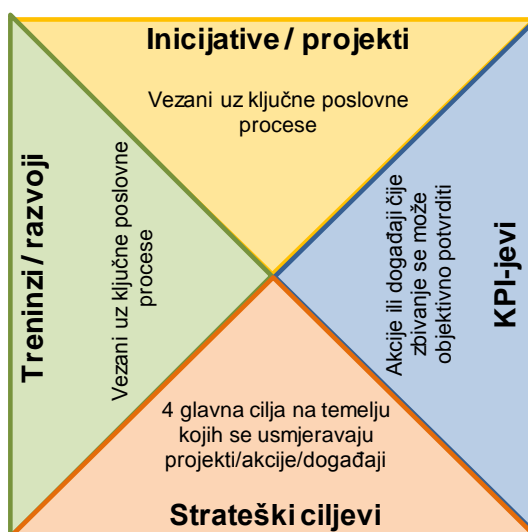 Inicijative / projekti
Vezani uz ključne poslovne
procese
Treninzi / razvoji
Vezani uz ključne poslovne
procese
Akcije ili događaji čije
zbivanje se može
objektivno potvrditi
KPI-jevi
4 glavna cilja na temelju
kojih se usmjeravaju
projekti/akcije/događaji
Strateški ciljevi